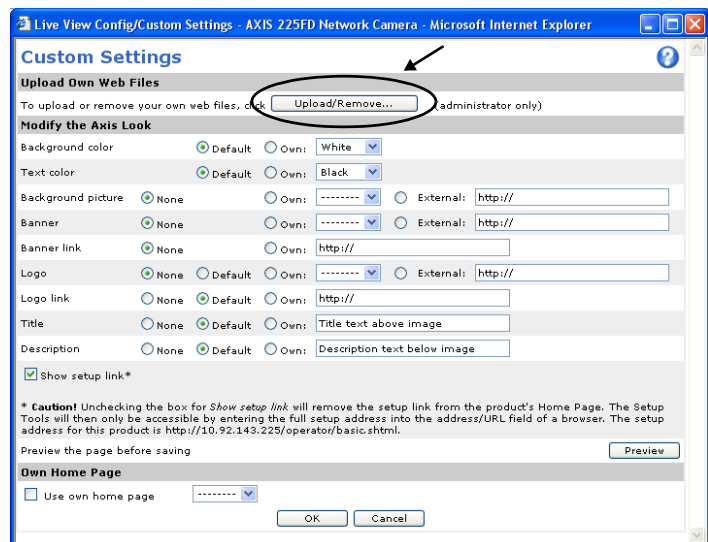 Live View Config/Custom Settings - AXIS 225FD Network Camera - Microsoft Internet Explorer
Custom Settings
?
Upload Own Web Files
To upload or remove your own web files, click Upload/Remove... (administrator only)
Modify the Axis Look
Background color Default Own: White
Text color Default Own: Black
Background picture None Own: -------- External: http://
Banner None Own: -------- External: http://
Banner link None Own: http://
Logo None Default Own: -------- External: http://
Logo link None Default Own: http://
Title None Default Own: Title text above image
Description None Default Own: Description text below image
Show setup link*
* Caution! Unchecking the box for Show setup link will remove the setup link from the product's Home Page. The Setup
Tools will then only be accessible by entering the full setup address into the address/URL field of a browser. The setup
address for this product is http://10.92.143.225/operator/basic.shtml.
Preview the page before saving Preview
Own Home Page
Use own home page --------
OK Cancel